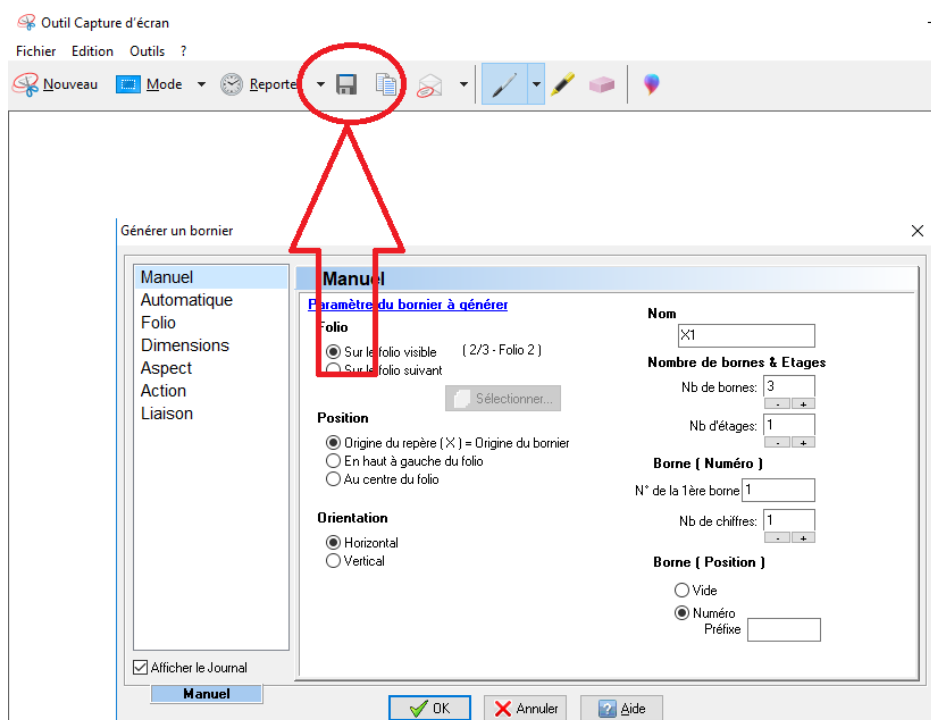 Outil Capture d'écran
Fichier Edition Outils ?
Nouveau Mode Reporte
Générer un bornier
Manuel
Automatique
Folio
Dimensions
Aspect
Action
Liaison
Afficher le Journal
Manuel
Manuel
Paramètre du bornier à générer
Folio
Sur le folio visible ( 2/3 - Folio 2 )
Sur le folio suivant
Sélectionner...
Position
Origine du repère ( X ) = Origine du bornier
En haut à gauche du folio
Au centre du folio
Orientation
Horizontal
Vertical
Nom
X1
Nombre de bornes & Etages
Nb de bornes: 3
- +
Nb d'étages: 1
- +
Borne ( Numéro )
N° de la 1ère borne 1
Nb de chiffres: 1
- +
Borne ( Position )
Vide
Numéro
Préfixe
OK Annuler Aide